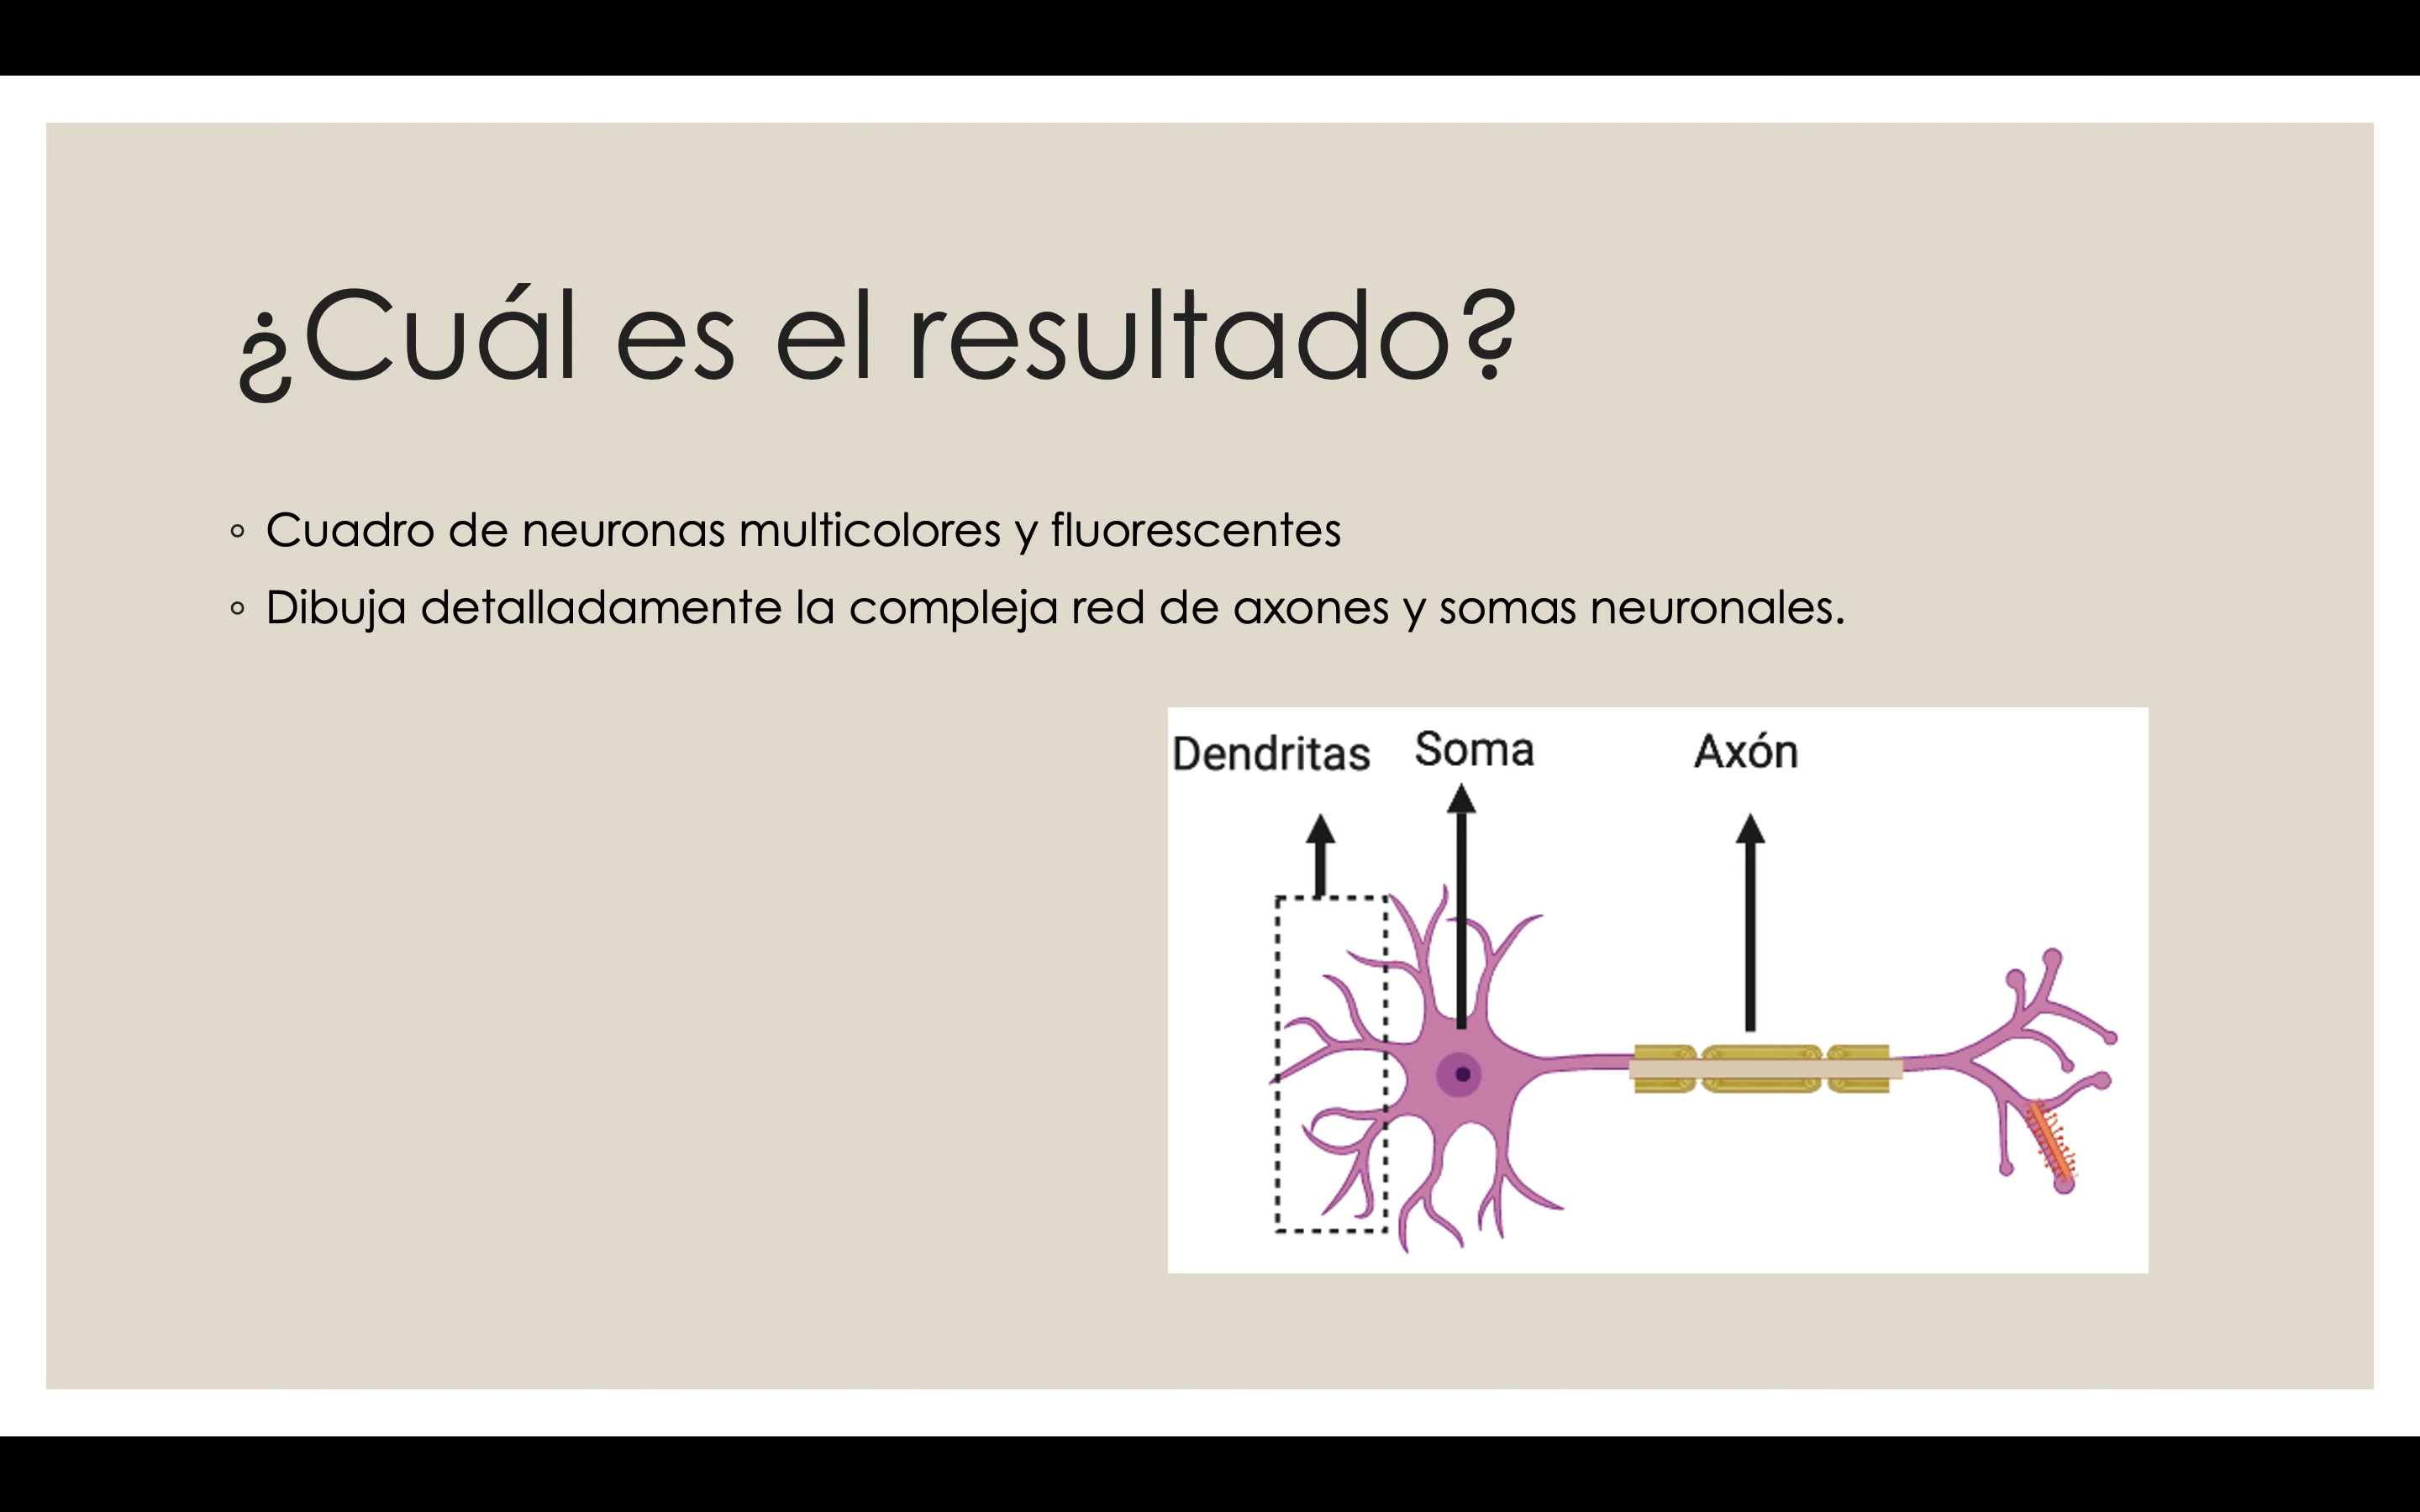 ¿Cuál es el resultado?
Cuadro de neuronas multicolores y fluorescentes
Dibuja detalladamente la compleja red de axones y somas neuronales.
Dendritas Soma Axón